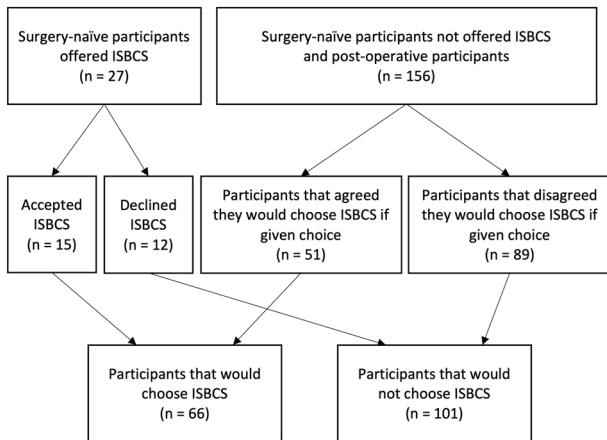 Surgery-naïve participants
offered ISBCS
(n = 27)
Surgery-naïve participants not offered ISBCS
and post-operative participants
(n = 156)
Accepted
ISBCS
(n = 15)
Declined
ISBCS
(n = 12)
Participants that agreed
they would choose ISBCS if
given choice
(n = 51)
Participants that disagreed
they would choose ISBCS if
given choice
(n = 89)
Participants that would
choose ISBCS
(n = 66)
Participants that would
not choose ISBCS
(n = 101)